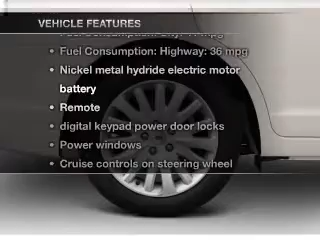 VEHICLE FEATURES
• Fuel Consumption: Highway: 36 mpg
• Nickel metal hydride electric motor
battery
• Remote
• digital keypad power door locks
• Power windows
• Cruise controls on steering wheel